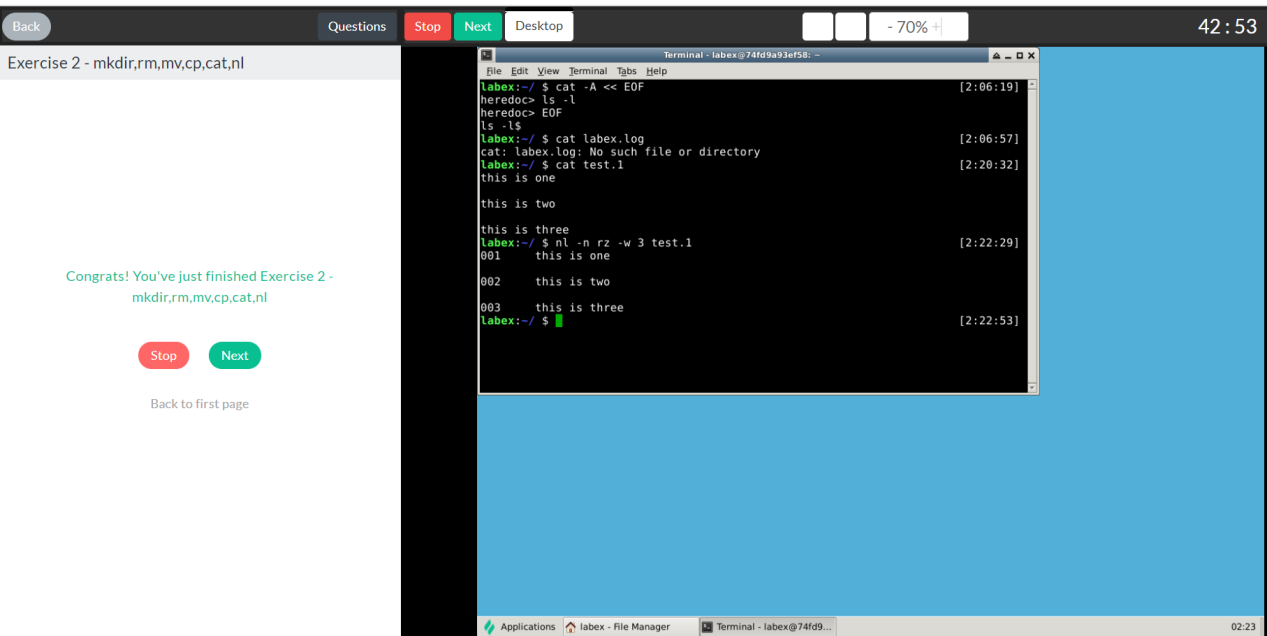 Back Questions Stop Next Desktop - 70% + 42:53
Exercise 2 - mkdir,rm,mv,cp,cat,nl
Congrats! You've just finished Exercise 2 -
mkdir,rm,mv,cp,cat,nl
Stop Next
Back to first page
Terminal - labex@74fd9a93ef58: ~
File Edit View Terminal Tabs Help
labex:~/ $ cat -A << EOF [2:06:19]
heredoc> ls -l
heredoc> EOF
ls -l$
labex:~/ $ cat labex.log [2:06:57]
cat: labex.log: No such file or directory
labex:~/ $ cat test.1 [2:20:32]
this is one
this is two
this is three
labex:~/ $ nl -n rz -w 3 test.1 [2:22:29]
001 this is one
002 this is two
003 this is three
labex:~/ $ [2:22:53]
Applications labex - File Manager Terminal - labex@74fd9... 02:23